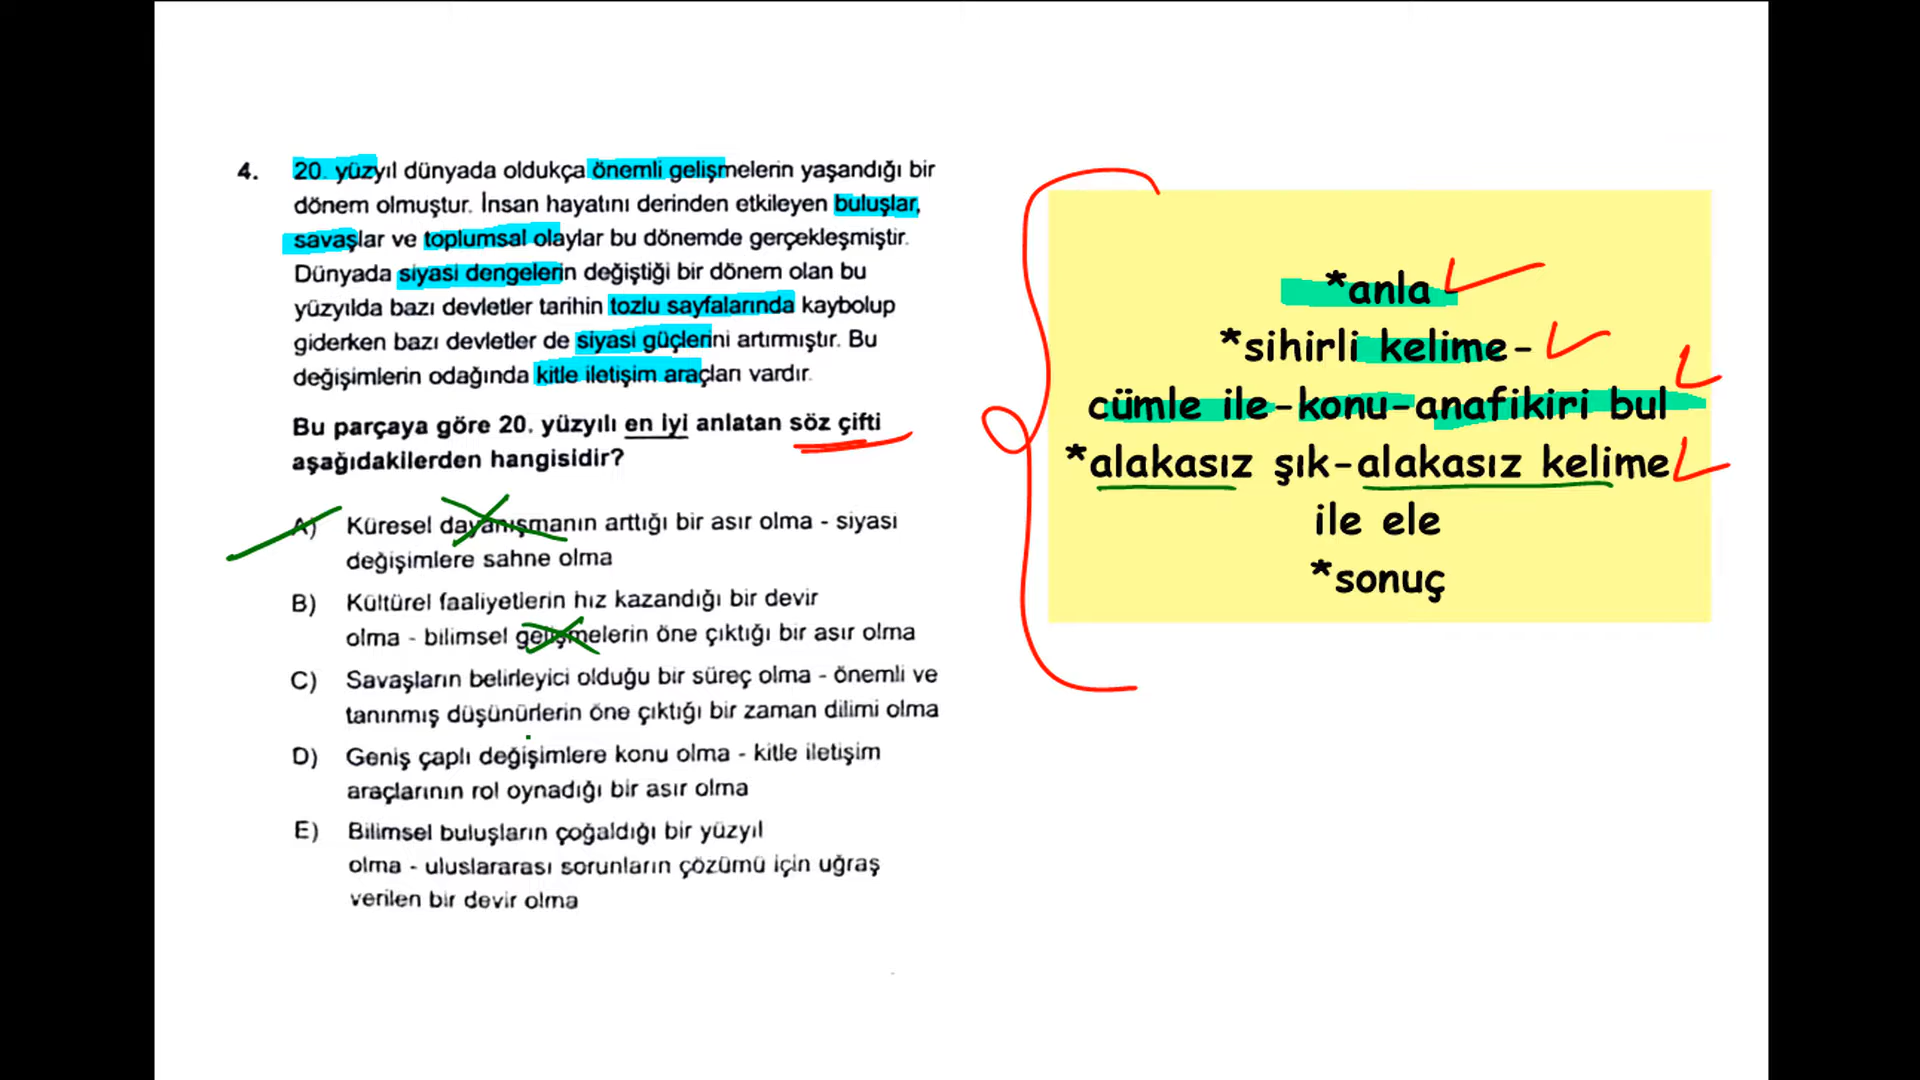 4. 20. yüzyıl dünyada oldukça önemli gelişmelerin yaşandığı bir
dönem olmuştur. İnsan hayatını derinden etkileyen buluşlar,
savaşlar ve toplumsal olaylar bu dönemde gerçekleşmiştir.
Dünyada siyasi dengelerin değiştiği bir dönem olan bu
yüzyılda bazı devletler tarihin tozlu sayfalarında kaybolup
giderken bazı devletler de siyasi güçlerini artırmıştır. Bu
değişimlerin odağında kitle iletişim araçları vardır.
Bu parçaya göre 20. yüzyılı en iyi anlatan söz çifti
aşağıdakilerden hangisidir?
A) Küresel dayanışmanın arttığı bir asır olma - siyasi
değişimlere sahne olma
B) Kültürel faaliyetlerin hız kazandığı bir devir
olma - bilimsel gelişmelerin öne çıktığı bir asır olma
C) Savaşların belirleyici olduğu bir süreç olma - önemli ve
tanınmış düşünürlerin öne çıktığı bir zaman dilimi olma
D) Geniş çaplı değişimlere konu olma - kitle iletişim
araçlarının rol oynadığı bir asır olma
E) Bilimsel buluşların çoğaldığı bir yüzyıl
olma - uluslararası sorunların çözümü için uğraş
verilen bir devir olma
*anla-
*sihirli kelime-
cümle ile-konu-anafikiri bul
*alakasız şık-alakasız kelime
ile ele
*sonuç